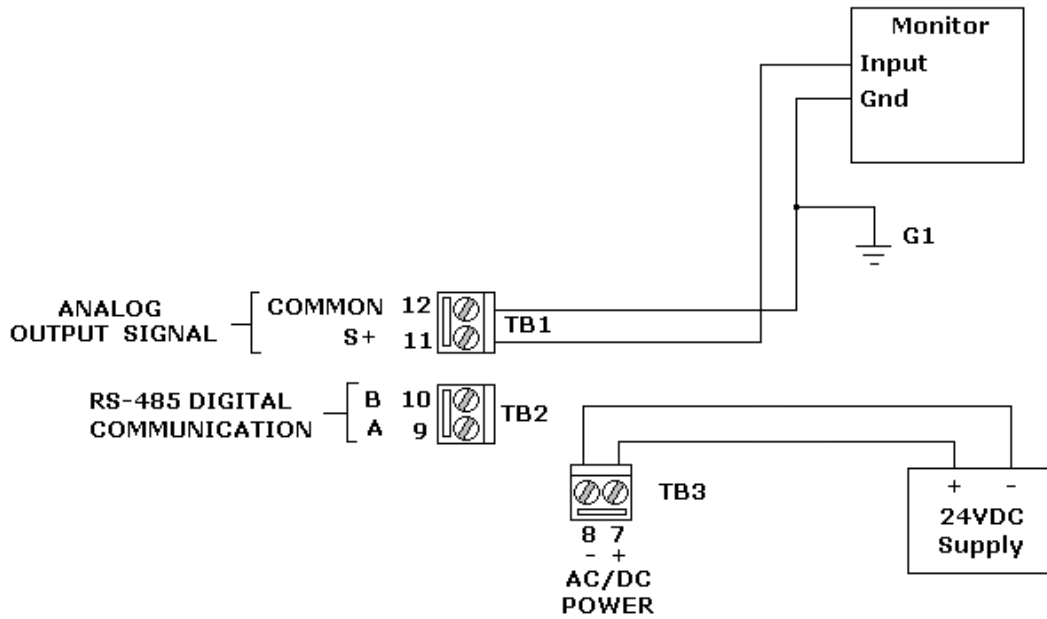 Monitor
Input
Gnd
G1
ANALOG
OUTPUT SIGNAL
COMMON 12
S+ 11
TB1
RS-485 DIGITAL
COMMUNICATION
B 10
A 9
TB2
TB3
8 7
- +
AC/DC
POWER
+ -
24VDC
Supply